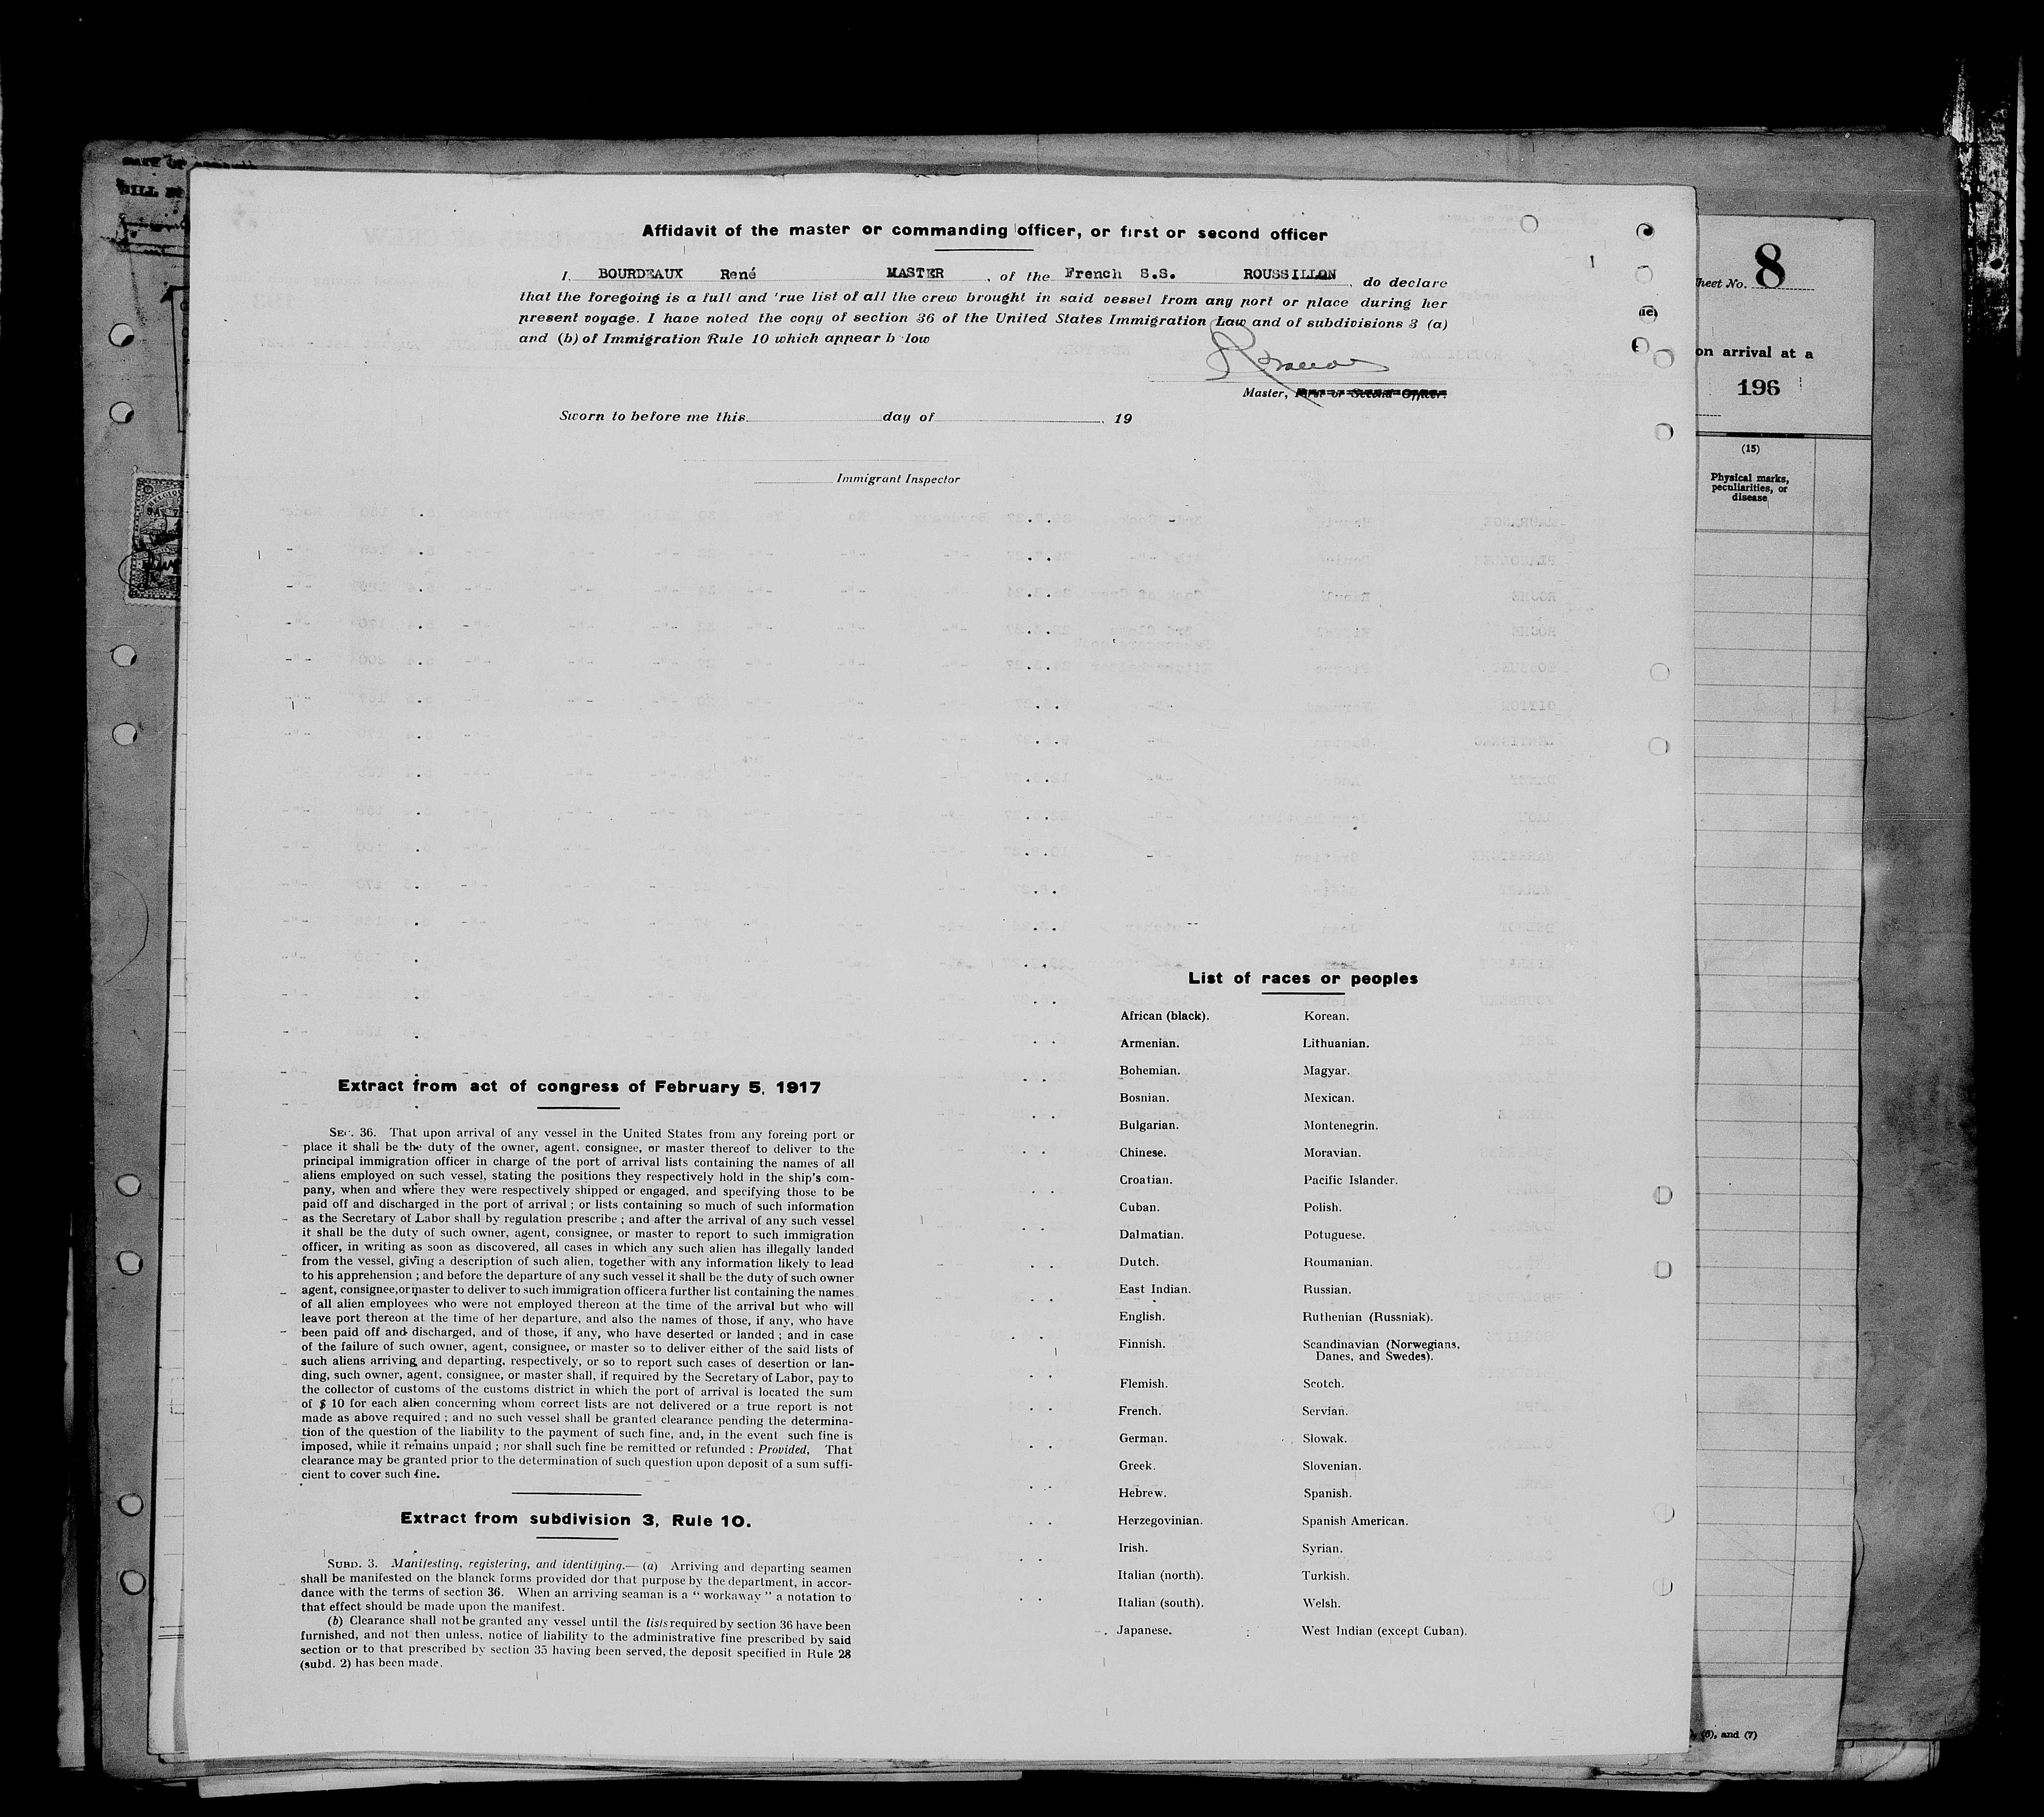 Affidavit of the master or commanding officer, or first or second officer
I, BOURDEAUX René MASTER, of the French S.S. ROUSSILLON, do declare
that the foregoing is a full and 'rue list of all the crew brought in said vessel from any port or place during her
present voyage. I have noted the copy of section 36 of the United States Immigration Law and of subdivisions 3 (a)
and (b) of Immigration Rule 10 which appear b low
Master, First or Second Officer.
Sworn to before me this day of , 19
Immigrant Inspector
Extract from act of congress of February 5, 1917
SEC. 36. That upon arrival of any vessel in the United States from any foreing port or
place it shall be the duty of the owner, agent, consignee, or master thereof to deliver to the
principal immigration officer in charge of the port of arrival lists containing the names of all
aliens employed on such vessel, stating the positions they respectively hold in the ship's com-
pany, when and where they were respectively shipped or engaged, and specifying those to be
paid off and discharged in the port of arrival ; or lists containing so much of such information
as the Secretary of Labor shall by regulation prescribe ; and after the arrival of any such vessel
it shall be the duty of such owner, agent, consignee, or master to report to such immigration
officer, in writing as soon as discovered, all cases in which any such alien has illegally landed
from the vessel, giving a description of such alien, together with any information likely to lead
to his apprehension ; and before the departure of any such vessel it shall be the duty of such owner
agent, consignee, or master to deliver to such immigration officer a further list containing the names
of all alien employees who were not employed thereon at the time of the arrival but who will
leave port thereon at the time of her departure, and also the names of those, if any, who have
been paid off and discharged, and of those, if any, who have deserted or landed ; and in case
of the failure of such owner, agent, consignee, or master so to deliver either of the said lists of
such aliens arriving and departing, respectively, or so to report such cases of desertion or lan-
ding, such owner, agent, consignee, or master shall, if required by the Secretary of Labor, pay to
the collector of customs of the customs district in which the port of arrival is located the sum
of $ 10 for each alien concerning whom correct lists are not delivered or a true report is not
made as above required ; and no such vessel shall be granted clearance pending the determina-
tion of the question of the liability to the payment of such fine, and, in the event such fine is
imposed, while it remains unpaid ; nor shall such fine be remitted or refunded : Provided, That
clearance may be granted prior to the determination of such question upon deposit of a sum suffi-
cient to cover such fine.
Extract from subdivision 3, Rule 10.
SUBD. 3. Manifesting, registering, and identifying.— (a) Arriving and departing seamen
shall be manifested on the blanck forms provided dor that purpose by the department, in accor-
dance with the terms of section 36. When an arriving seaman is a " workaway " a notation to
that effect should be made upon the manifest.
(b) Clearance shall not be granted any vessel until the lists required by section 36 have been
furnished, and not then unless, notice of liability to the administrative fine prescribed by said
section or to that prescribed by section 35 having been served, the deposit specified in Rule 28
(subd. 2) has been made.
List of races or peoples
African (black). Korean.
Armenian. Lithuanian.
Bohemian. Magyar.
Bosnian. Mexican.
Bulgarian. Montenegrin.
Chinese. Moravian.
Croatian. Pacific Islander.
Cuban. Polish.
Dalmatian. Potuguese.
Dutch. Roumanian.
East Indian. Russian.
English. Ruthenian (Russniak).
Finnish. Scandinavian (Norwegians,
Danes, and Swedes).
Flemish. Scotch.
French. Servian.
German. Slowak.
Greek. Slovenian.
Hebrew. Spanish.
Herzegovinian. Spanish American.
Irish. Syrian.
Italian (north). Turkish.
Italian (south). Welsh.
Japanese. West Indian (except Cuban).
heet No. 8
on arrival at a
196
(15)
Physical marks,
peculiarities, or
disease
(6), and (7)